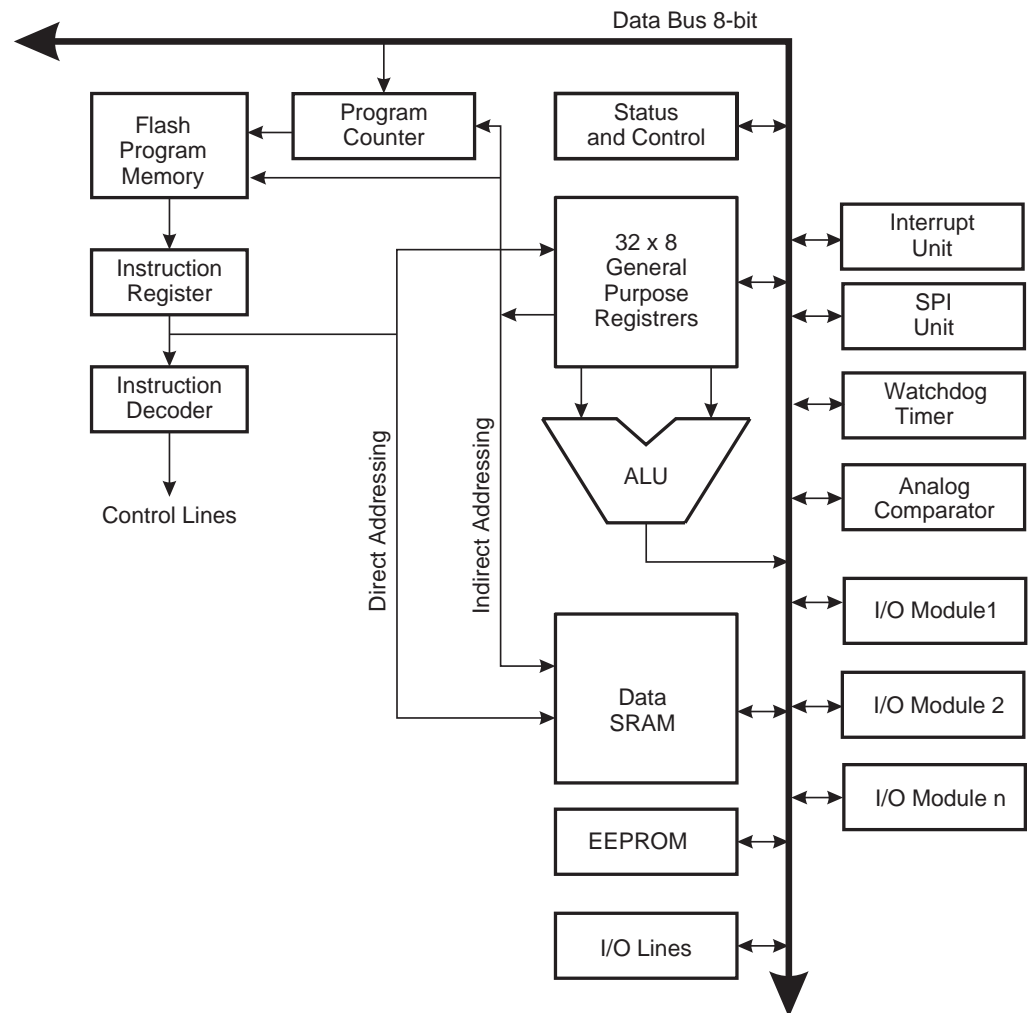 Data Bus 8-bit
Flash
Program
Memory
Program
Counter
Status
and Control
32 x 8
General
Purpose
Registrers
Interrupt
Unit
Instruction
Register
SPI
Unit
Instruction
Decoder
Watchdog
Timer
Control Lines
Direct Addressing
Indirect Addressing
ALU
Analog
Comparator
I/O Module1
Data
SRAM
I/O Module 2
I/O Module n
EEPROM
I/O Lines